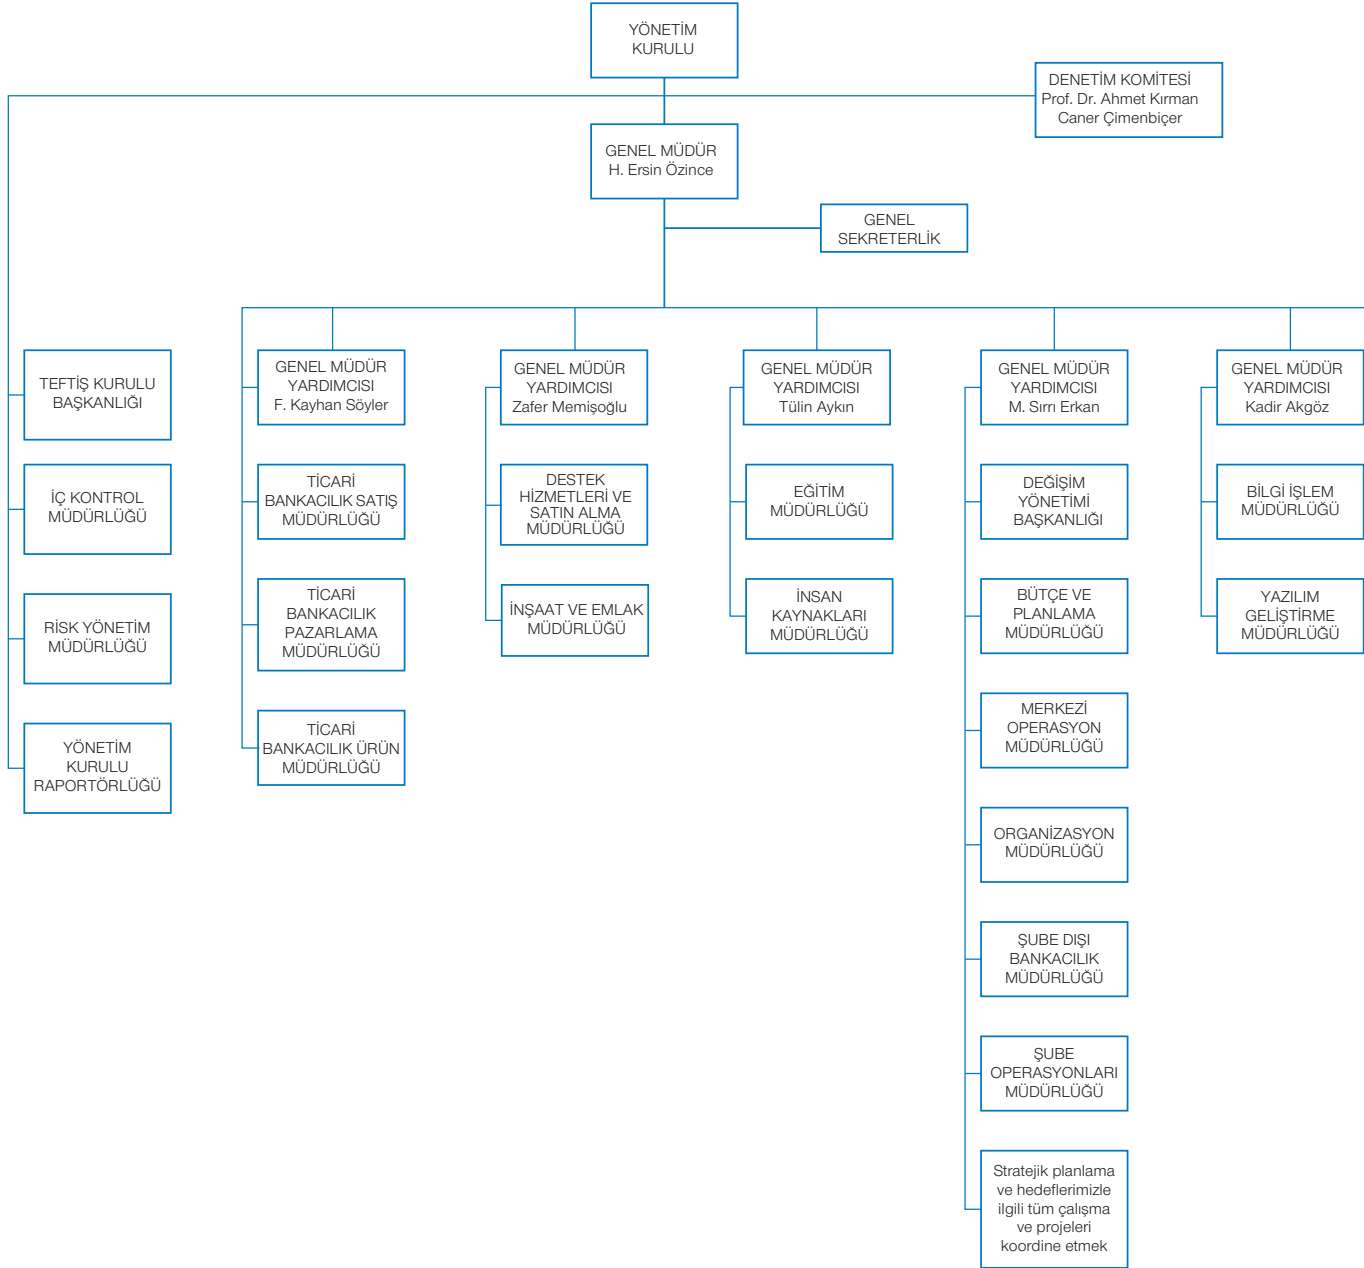 YÖNETİM
KURULU
DENETİM KOMİTESİ
Prof. Dr. Ahmet Kırman
Caner Çimenbiçer
GENEL MÜDÜR
H. Ersin Özince
GENEL
SEKRETERLİK
TEFTİŞ KURULU
BAŞKANLIĞI
İÇ KONTROL
MÜDÜRLÜĞÜ
RİSK YÖNETİM
MÜDÜRLÜĞÜ
YÖNETİM
KURULU
RAPORTÖRLÜĞÜ
GENEL MÜDÜR
YARDIMCISI
F. Kayhan Söyler
TİCARİ
BANKACILIK SATIŞ
MÜDÜRLÜĞÜ
TİCARİ
BANKACILIK
PAZARLAMA
MÜDÜRLÜĞÜ
TİCARİ
BANKACILIK ÜRÜN
MÜDÜRLÜĞÜ
GENEL MÜDÜR
YARDIMCISI
Zafer Memişoğlu
DESTEK
HİZMETLERİ VE
SATIN ALMA
MÜDÜRLÜĞÜ
İNŞAAT VE EMLAK
MÜDÜRLÜĞÜ
GENEL MÜDÜR
YARDIMCISI
Tülin Aykın
EĞİTİM
MÜDÜRLÜĞÜ
İNSAN
KAYNAKLARI
MÜDÜRLÜĞÜ
GENEL MÜDÜR
YARDIMCISI
M. Sırrı Erkan
DEĞİŞİM
YÖNETİMİ
BAŞKANLIĞI
BÜTÇE VE
PLANLAMA
MÜDÜRLÜĞÜ
MERKEZİ
OPERASYON
MÜDÜRLÜĞÜ
ORGANİZASYON
MÜDÜRLÜĞÜ
ŞUBE DIŞI
BANKACILIK
MÜDÜRLÜĞÜ
ŞUBE
OPERASYONLARI
MÜDÜRLÜĞÜ
Stratejik planlama
ve hedeflerimizle
ilgili tüm çalışma
ve projeleri
koordine etmek
GENEL MÜDÜR
YARDIMCISI
Kadir Akgöz
BİLGİ İŞLEM
MÜDÜRLÜĞÜ
YAZILIM
GELİŞTİRME
MÜDÜRLÜĞÜ